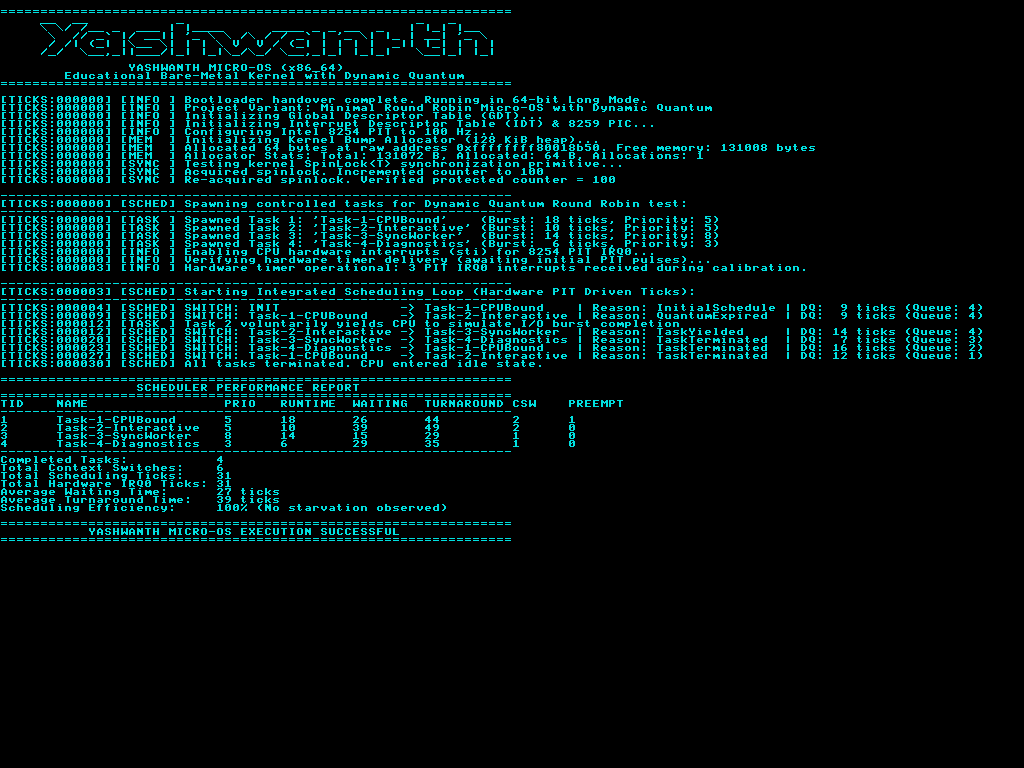 ================================================================
Yashwanth
YASHWANTH MICRO-OS (x86_64)
Educational Bare-Metal Kernel with Dynamic Quantum
================================================================
[TICKS:000000] [INFO ] Bootloader handover complete. Running in 64-bit Long Mode.
[TICKS:000000] [INFO ] Project Variant: Minimal Round Robin Micro-OS with Dynamic Quantum
[TICKS:000000] [INFO ] Initializing Global Descriptor Table (GDT)...
[TICKS:000000] [INFO ] Initializing Interrupt Descriptor Table (IDT) & 8259 PIC...
[TICKS:000000] [INFO ] Configuring Intel 8254 PIT to 100 Hz...
[TICKS:000000] [MEM  ] Initializing Kernel Bump Allocator (128 KiB heap)...
[TICKS:000000] [MEM  ] Allocated 64 bytes at raw address 0xffffffff80018b50. Free memory: 131008 bytes
[TICKS:000000] [MEM  ] Allocator Stats: Total: 131072 B, Allocated: 64 B, Allocations: 1
[TICKS:000000] [SYNC ] Testing kernel SpinLock<T> synchronization primitive...
[TICKS:000000] [SYNC ] Acquired spinlock. Incremented counter to 100
[TICKS:000000] [SYNC ] Re-acquired spinlock. Verified protected counter = 100
----------------------------------------------------------------
[TICKS:000000] [SCHED] Spawning controlled tasks for Dynamic Quantum Round Robin test:
----------------------------------------------------------------
[TICKS:000000] [TASK ] Spawned Task 1: 'Task-1-CPUBound'    (Burst: 18 ticks, Priority: 5)
[TICKS:000000] [TASK ] Spawned Task 2: 'Task-2-Interactive' (Burst: 10 ticks, Priority: 5)
[TICKS:000000] [TASK ] Spawned Task 3: 'Task-3-SyncWorker'  (Burst: 14 ticks, Priority: 8)
[TICKS:000000] [TASK ] Spawned Task 4: 'Task-4-Diagnostics' (Burst:  6 ticks, Priority: 3)
[TICKS:000000] [INFO ] Enabling CPU hardware interrupts (sti) for 8254 PIT IRQ0...
[TICKS:000000] [INFO ] Verifying hardware timer delivery (awaiting initial PIT pulses)...
[TICKS:000003] [INFO ] Hardware timer operational: 3 PIT IRQ0 interrupts received during calibration.
----------------------------------------------------------------
[TICKS:000003] [SCHED] Starting Integrated Scheduling Loop (Hardware PIT Driven Ticks):
----------------------------------------------------------------
[TICKS:000004] [SCHED] SWITCH: INIT               -> Task-1-CPUBound    | Reason: InitialSchedule | DQ:  9 ticks (Queue: 4)
[TICKS:000009] [SCHED] SWITCH: Task-1-CPUBound    -> Task-2-Interactive | Reason: QuantumExpired  | DQ:  9 ticks (Queue: 4)
[TICKS:000012] [TASK ] Task 2 voluntarily yields CPU to simulate I/O burst completion
[TICKS:000012] [SCHED] SWITCH: Task-2-Interactive -> Task-3-SyncWorker  | Reason: TaskYielded     | DQ: 14 ticks (Queue: 4)
[TICKS:000020] [SCHED] SWITCH: Task-3-SyncWorker  -> Task-4-Diagnostics | Reason: TaskTerminated  | DQ:  7 ticks (Queue: 3)
[TICKS:000023] [SCHED] SWITCH: Task-4-Diagnostics -> Task-1-CPUBound    | Reason: TaskTerminated  | DQ: 16 ticks (Queue: 2)
[TICKS:000027] [SCHED] SWITCH: Task-1-CPUBound    -> Task-2-Interactive | Reason: TaskTerminated  | DQ: 12 ticks (Queue: 1)
[TICKS:000030] [SCHED] All tasks terminated. CPU entered idle state.
================================================================
SCHEDULER PERFORMANCE REPORT
================================================================
TID    NAME                 PRIO   RUNTIME  WAITING  TURNAROUND CSW    PREEMPT
----------------------------------------------------------------
1      Task-1-CPUBound      5      18       26       44         2      1
2      Task-2-Interactive   5      10       39       49         2      0
3      Task-3-SyncWorker    8      14       15       29         1      0
4      Task-4-Diagnostics   3      6        29       35         1      0
----------------------------------------------------------------
Completed Tasks:           4
Total Context Switches:    6
Total Scheduling Ticks:    31
Total Hardware IRQ0 Ticks: 31
Average Waiting Time:      27 ticks
Average Turnaround Time:   39 ticks
Scheduling Efficiency:     100% (No starvation observed)
================================================================
YASHWANTH MICRO-OS EXECUTION SUCCESSFUL
================================================================